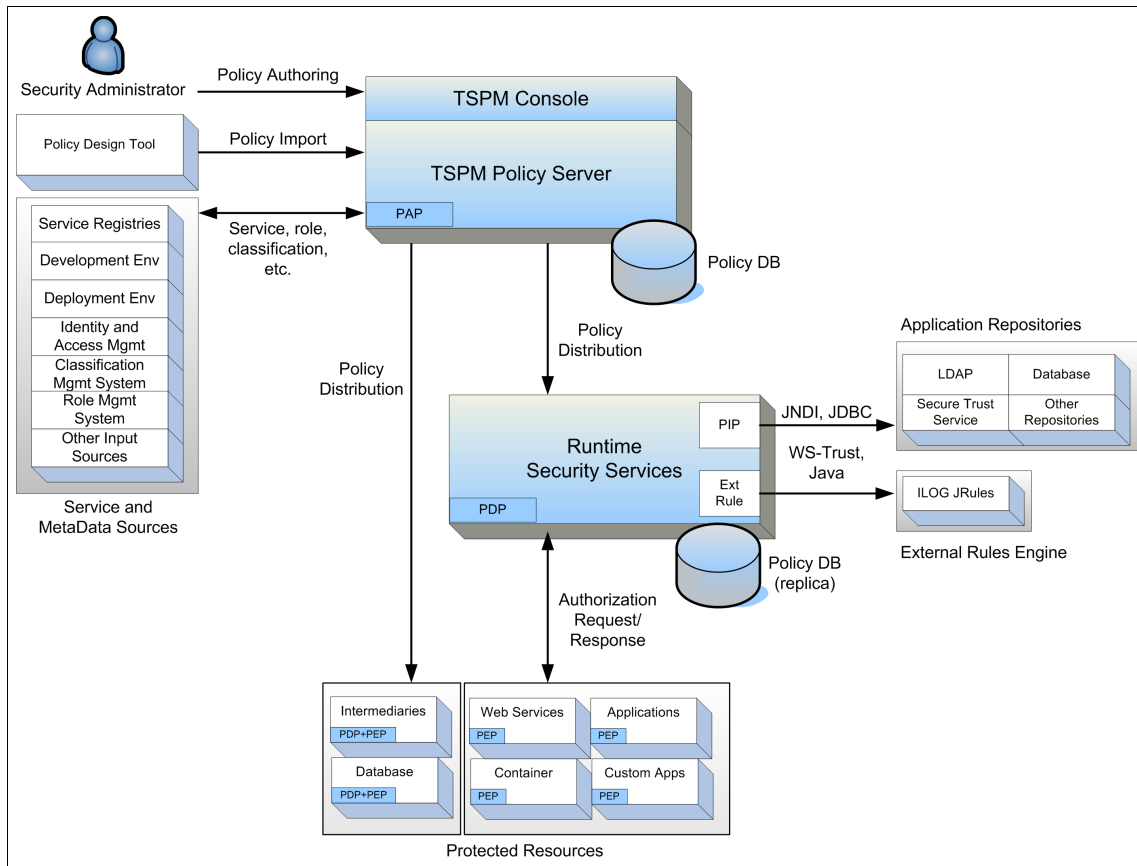 Security Administrator
Policy Authoring
TSPM Console
Policy Design Tool
Policy Import
TSPM Policy Server
PAP
Service Registries
Development Env
Deployment Env
Identity and
Access Mgmt
Classification
Mgmt System
Role Mgmt
System
Other Input
Sources
Service and
MetaData Sources
Service, role,
classification,
etc.
Policy DB
Policy
Distribution
Policy
Distribution
Runtime
Security Services
PDP
PIP
Ext
Rule
JNDI, JDBC
WS-Trust,
Java
Application Repositories
LDAP
Database
Secure Trust
Service
Other
Repositories
ILOG JRules
External Rules Engine
Policy DB
(replica)
Authorization
Request/
Response
Intermediaries
PDP+PEP
Database
PDP+PEP
Web Services
PEP
Applications
PEP
Container
PEP
Custom Apps
PEP
Protected Resources